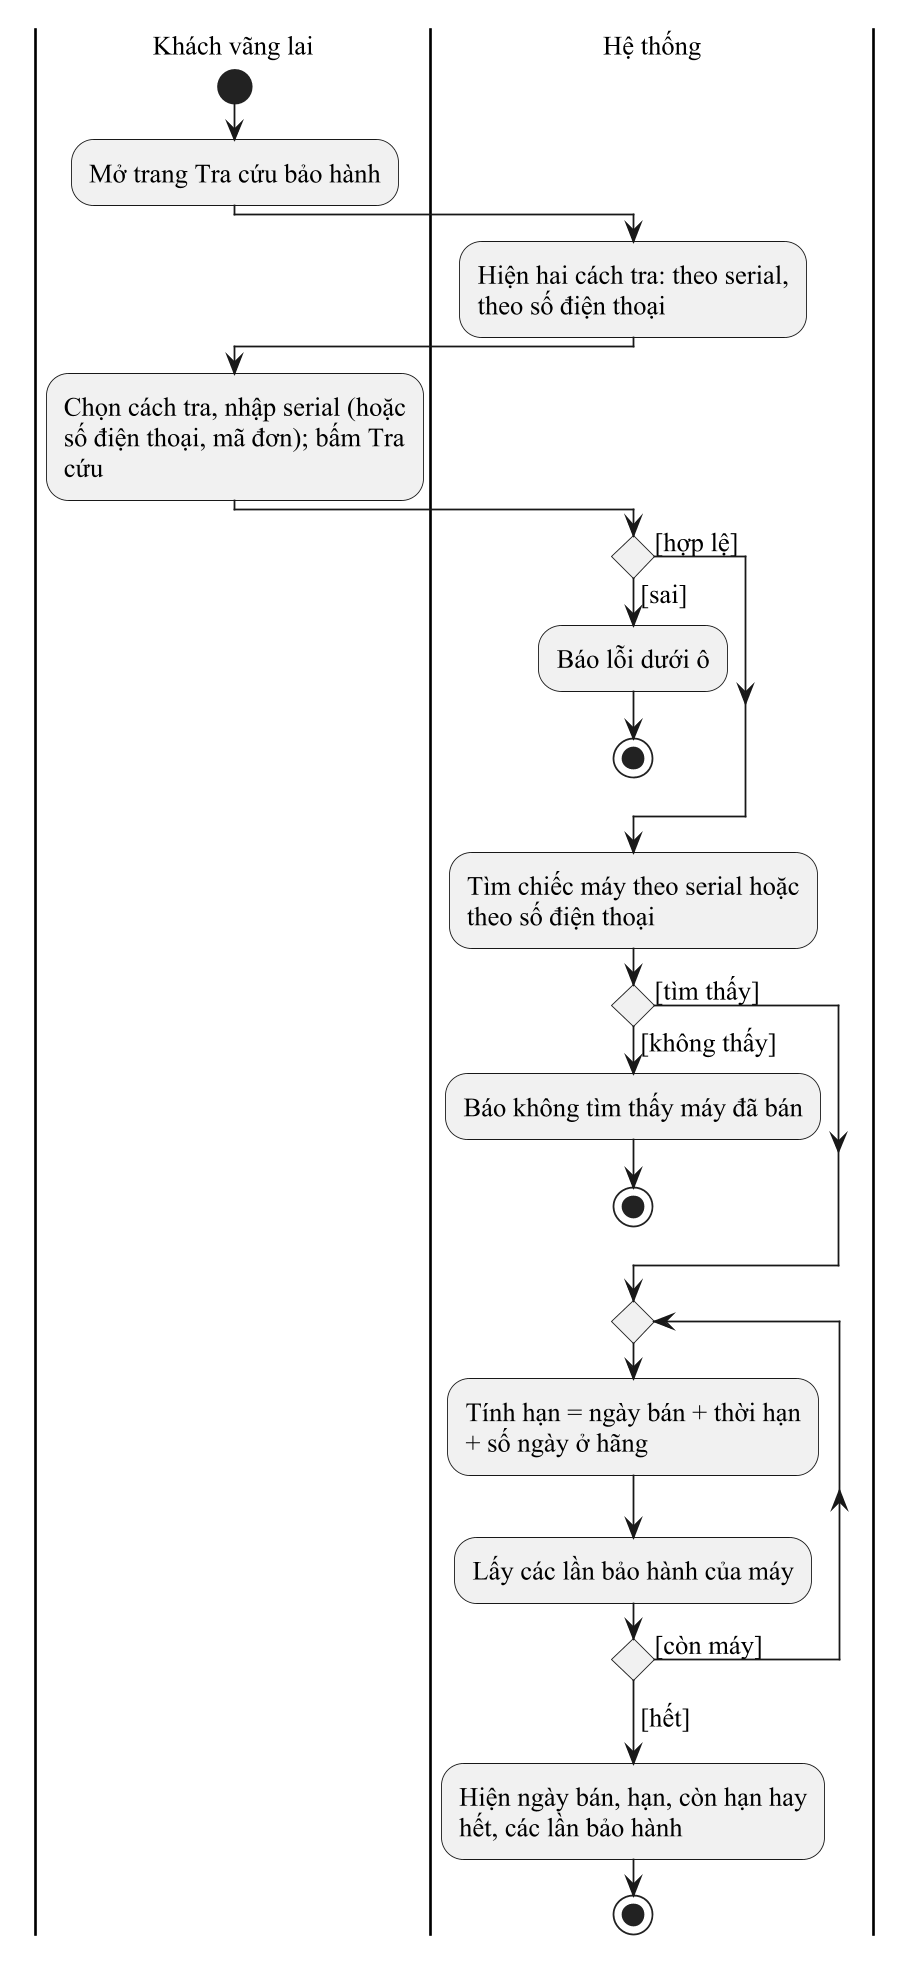 Khách vãng lai
Hệ thống
Mở trang Tra cứu bảo hành
Hiện hai cách tra: theo serial,
theo số điện thoại
Chọn cách tra, nhập serial (hoặc
số điện thoại, mã đơn); bấm Tra
cứu
[hợp lệ]
[sai]
Báo lỗi dưới ô
Tìm chiếc máy theo serial hoặc
theo số điện thoại
[tìm thấy]
[không thấy]
Báo không tìm thấy máy đã bán
Tính hạn = ngày bán + thời hạn
+ số ngày ở hãng
Lấy các lần bảo hành của máy
[còn máy]
[hết]
Hiện ngày bán, hạn, còn hạn hay
hết, các lần bảo hành